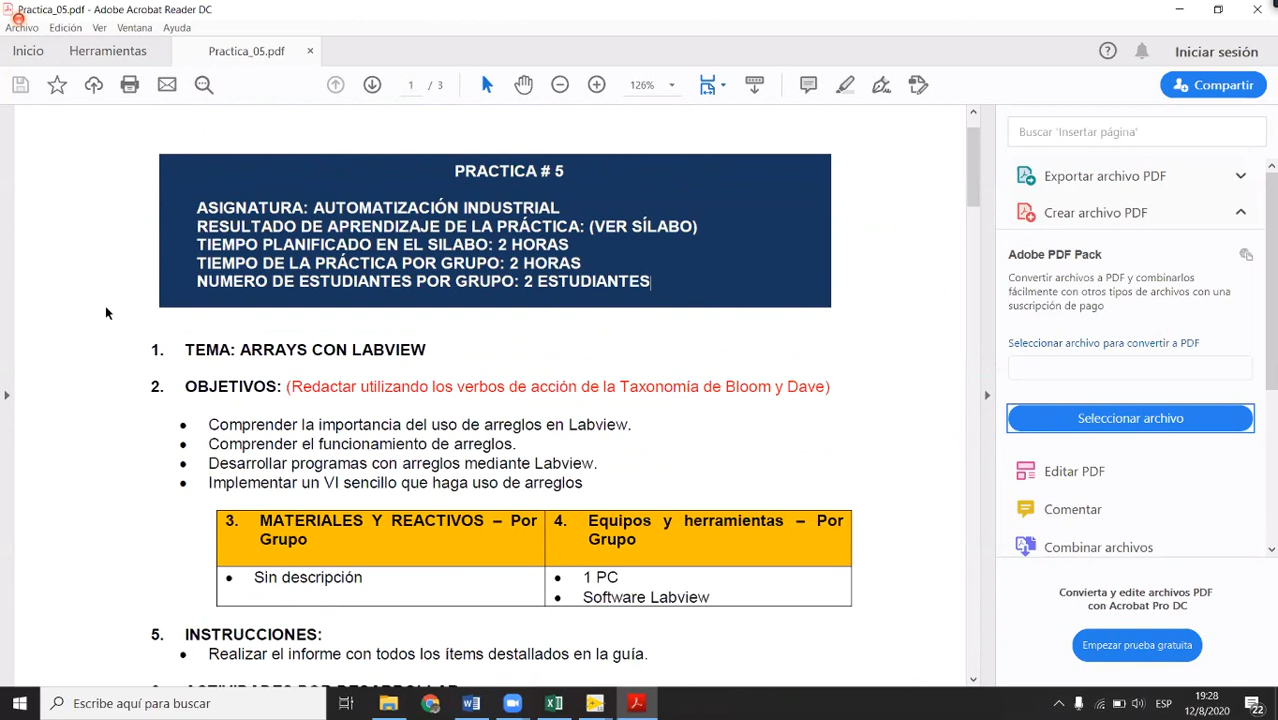 Practica_05.pdf - Adobe Acrobat Reader DC
Archivo Edición Ver Ventana Ayuda
Inicio Herramientas Practica_05.pdf × Iniciar sesión
1 / 3 126% Compartir
PRACTICA # 5
ASIGNATURA: AUTOMATIZACIÓN INDUSTRIAL
RESULTADO DE APRENDIZAJE DE LA PRÁCTICA: (VER SÍLABO)
TIEMPO PLANIFICADO EN EL SILABO: 2 HORAS
TIEMPO DE LA PRÁCTICA POR GRUPO: 2 HORAS
NUMERO DE ESTUDIANTES POR GRUPO: 2 ESTUDIANTES
1. TEMA: ARRAYS CON LABVIEW
2. OBJETIVOS: (Redactar utilizando los verbos de acción de la Taxonomía de Bloom y Dave)
• Comprender la importancia del uso de arreglos en Labview.
• Comprender el funcionamiento de arreglos.
• Desarrollar programas con arreglos mediante Labview.
• Implementar un VI sencillo que haga uso de arreglos
3. MATERIALES Y REACTIVOS – Por
Grupo
4. Equipos y herramientas – Por
Grupo
• Sin descripción
• 1 PC
• Software Labview
5. INSTRUCCIONES:
• Realizar el informe con todos los ítems destallados en la guía.
Buscar 'Insertar página'
Exportar archivo PDF
Crear archivo PDF
Adobe PDF Pack
Convertir archivos a PDF y combinarlos
fácilmente con otros tipos de archivos con una
suscripción de pago
Seleccionar archivo para convertir a PDF
Seleccionar archivo
Editar PDF
Comentar
Combinar archivos
Convierta y edite archivos PDF
con Acrobat Pro DC
Empezar prueba gratuita
Escribe aquí para buscar
ESP
19:28
12/8/2020
22